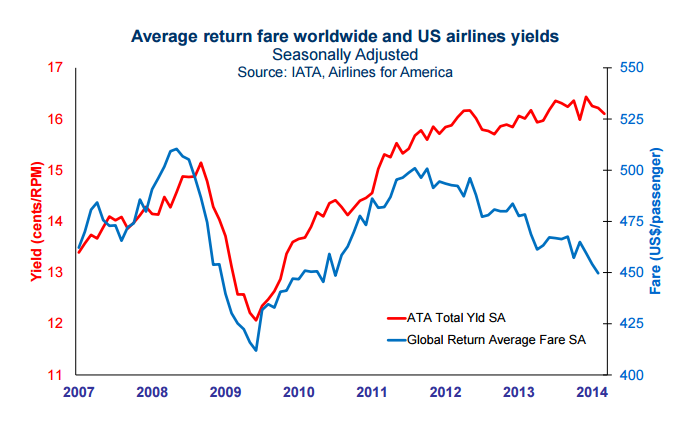 Average return fare worldwide and US airlines yields
Seasonally Adjusted
Source: IATA, Airlines for America
17
16
15
14
13
12
11
Yield (cents/RPM)
550
525
500
475
450
425
400
Fare (US$/passenger)
ATA Total Yld SA
Global Return Average Fare SA
2007 2008 2009 2010 2011 2012 2013 2014